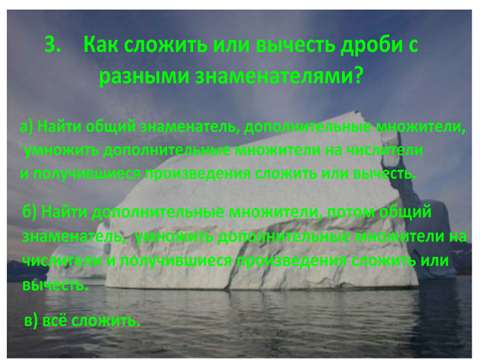 3. Как сложить или вычесть дроби с
разными знаменателями?
а) Найти общий знаменатель, дополнительные множители,
умножить дополнительные множители на числители
и получившиеся произведения сложить или вычесть.
б) Найти дополнительные множители, потом общий
знаменатель, умножить дополнительные множители на
числители и получившиеся произведения сложить или
вычесть.
в) всё сложить.